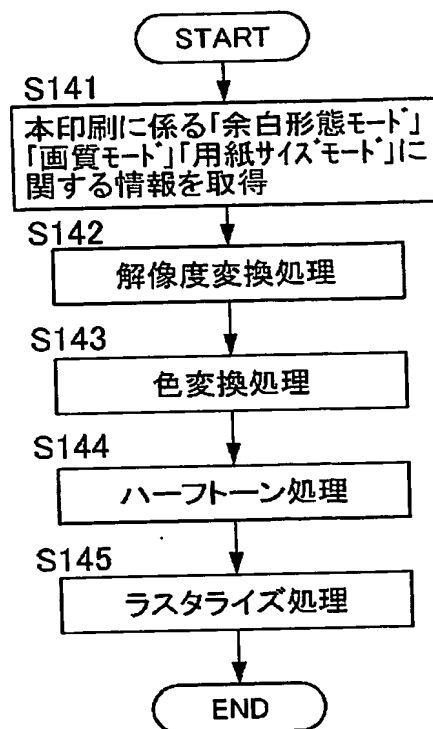 START
S141
本印刷に係る「余白形態モード」
「画質モード」「用紙サイズモード」に
関する情報を取得
S142
解像度変換処理
S143
色変換処理
S144
ハーフトーン処理
S145
ラスタライズ処理
END